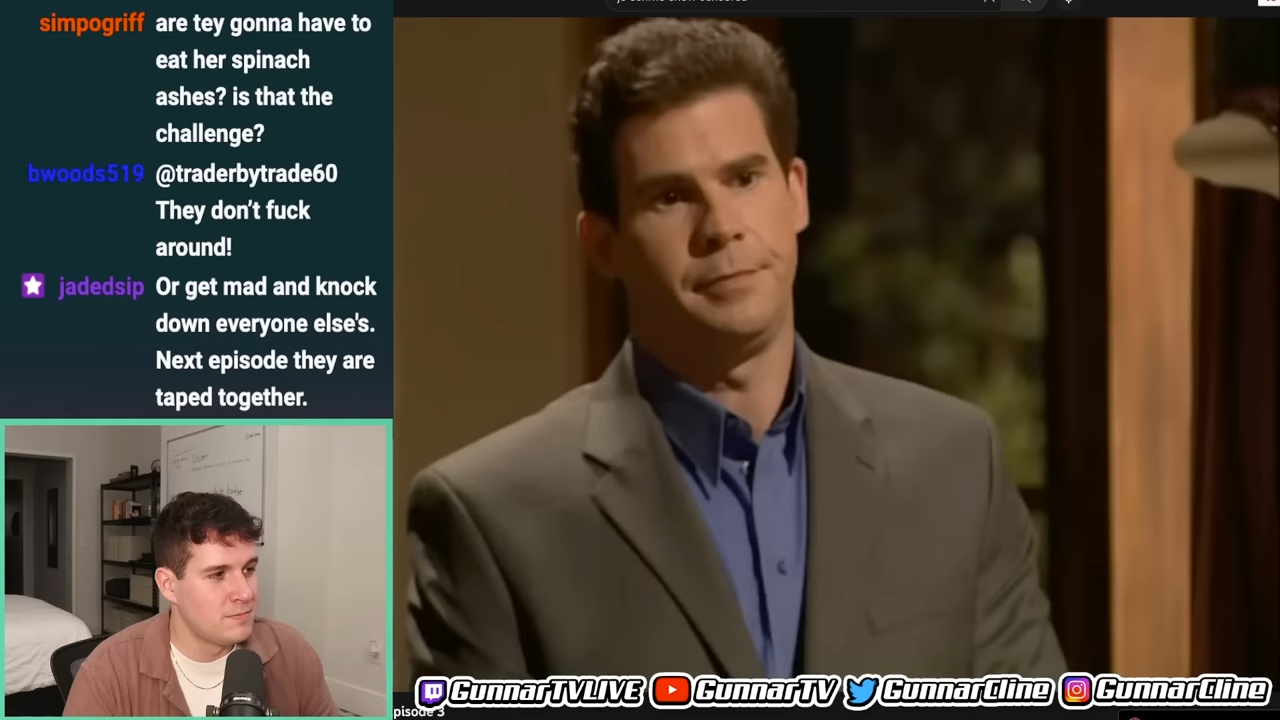 simpogriff are tey gonna have to
eat her spinach
ashes? is that the
challenge?
bwoods519 @traderbytrade60
They don't fuck
around!
jadedsip Or get mad and knock
down everyone else's.
Next episode they are
taped together.
GunnarTVLIVE GunnarTV GunnarCline GunnarCline
pisode 3